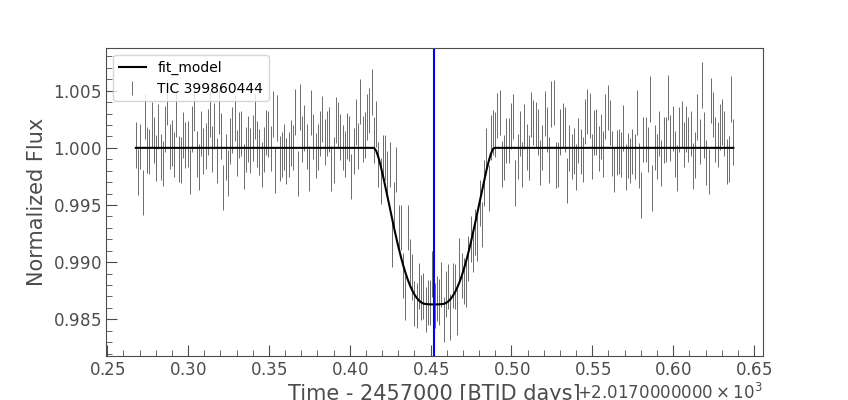 fit_model
TIC 399860444
Normalized Flux
1.005
1.000
0.995
0.990
0.985
0.25 0.30 0.35 0.40 0.45 0.50 0.55 0.60 0.65
Time - 2457000 [BTJD days]
+2.0170000000 × 10³